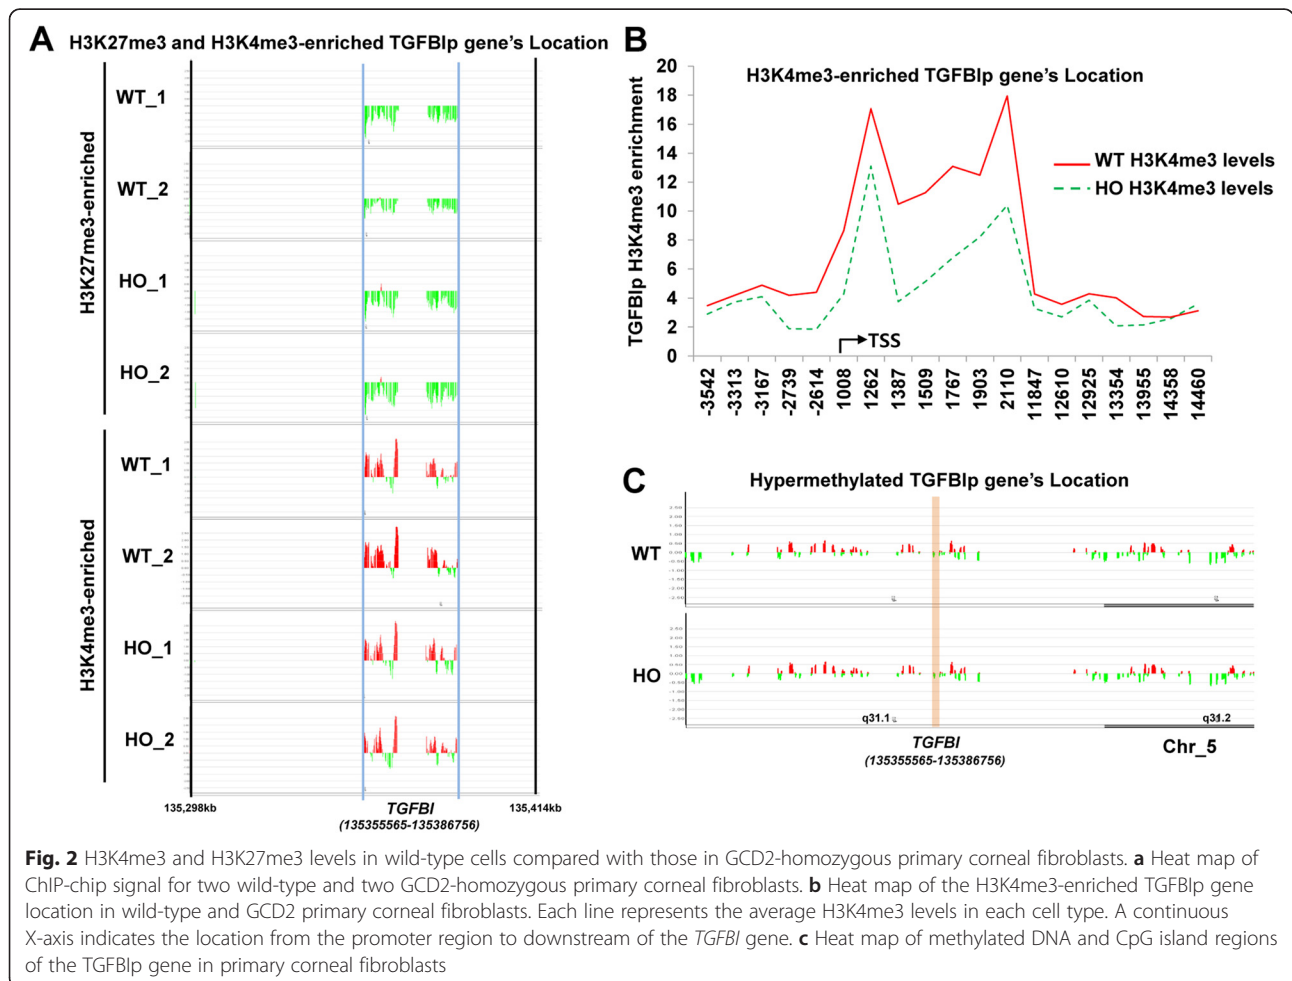 A
H3K27me3 and H3K4me3-enriched TGFBIp gene's Location
H3K27me3-enriched
WT_1
WT_2
HO_1
HO_2
H3K4me3-enriched
WT_1
WT_2
HO_1
HO_2
135,298kb
TGFBI
135,414kb
(135355565-135386756)
B
H3K4me3-enriched TGFBIp gene's Location
TGFBIp H3K4me3 enrichment
20
18
16
14
12
10
8
6
4
2
0
WT H3K4me3 levels
HO H3K4me3 levels
TSS
-3542
-3313
-3167
-2739
-2614
1008
1262
1387
1509
1767
1903
2110
11847
12610
12925
13354
13955
14358
14460
C
Hypermethylated TGFBIp gene's Location
WT
HO
q31.1
q31.2
TGFBI
Chr_5
(135355565-135386756)
Fig. 2 H3K4me3 and H3K27me3 levels in wild-type cells compared with those in GCD2-homozygous primary corneal fibroblasts. a Heat map of
ChIP-chip signal for two wild-type and two GCD2-homozygous primary corneal fibroblasts. b Heat map of the H3K4me3-enriched TGFBIp gene
location in wild-type and GCD2 primary corneal fibroblasts. Each line represents the average H3K4me3 levels in each cell type. A continuous
X-axis indicates the location from the promoter region to downstream of the TGFBI gene. c Heat map of methylated DNA and CpG island regions
of the TGFBIp gene in primary corneal fibroblasts